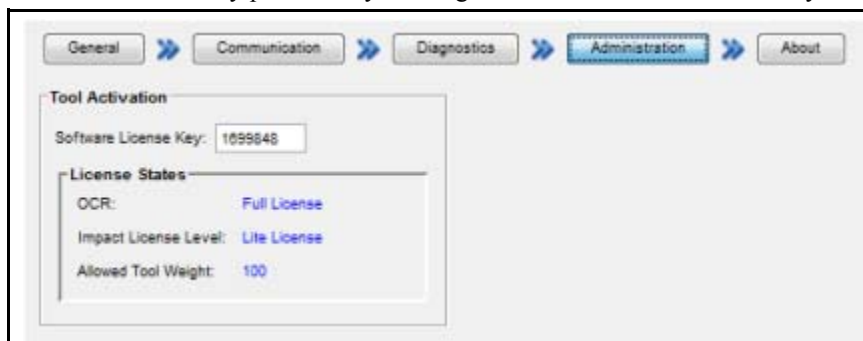 General Communication Diagnostics Administration About
Tool Activation
Software License Key: 1699848
License States
OCR: Full License
Impact License Level: Lite License
Allowed Tool Weight: 100